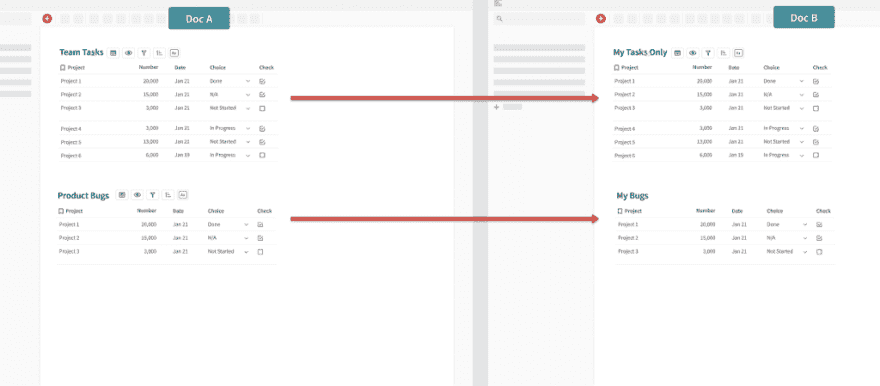 Doc A
Team Tasks
Project Number Date Choice Check
Project 1 20,000 Jan 21 Done
Project 2 15,000 Jan 21 N/A
Project 3 3,000 Jan 21 Not Started
Project 4 3,000 Jan 21 In Progress
Project 5 13,000 Jan 21 Not Started
Project 6 6,000 Jan 19 In Progress
Product Bugs
Project Number Date Choice Check
Project 1 20,000 Jan 21 Done
Project 2 15,000 Jan 21 N/A
Project 3 3,000 Jan 21 Not Started
Doc B
My Tasks Only
Project Number Date Choice Check
Project 1 20,000 Jan 21 Done
Project 2 15,000 Jan 21 N/A
Project 3 3,000 Jan 21 Not Started
Project 4 3,000 Jan 21 In Progress
Project 5 13,000 Jan 21 Not Started
Project 6 6,000 Jan 19 In Progress
My Bugs
Project Number Date Choice Check
Project 1 20,000 Jan 21 Done
Project 2 15,000 Jan 21 N/A
Project 3 3,000 Jan 21 Not Started